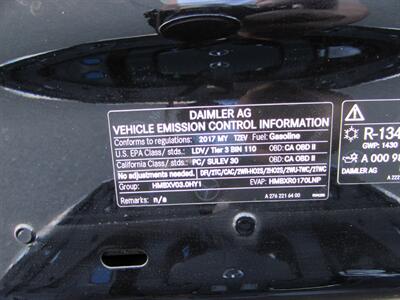 DAIMLER AG
VEHICLE EMISSION CONTROL INFORMATION
Conforms to regulations: 2017 MY TZEV Fuel: Gasoline
U.S. EPA Class/ stds.: LDV/ Tier 3 BIN 110 OBD: CA OBD II
California Class/ stds.: PC/ SULEV 30 OBD: CA OBD II
No adjustments needed. DFI/2TC/CAC/2WR-HO2S/2HO2S/2WU-TWC/2TWC
Group: HMBXV03.0HY1 EVAP: HMBXR0170LNP
Remarks: n/a A 276 221 64 00
R-134
GWP: 1430
A 000 98
DAIMLER AG
A 222